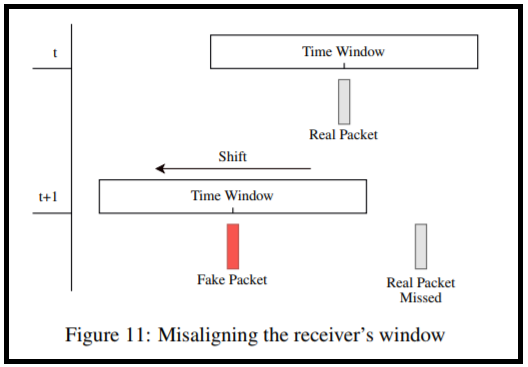 t
Time Window
Real Packet
Shift
t+1
Time Window
Fake Packet
Real Packet
Missed
Figure 11: Misaligning the receiver's window